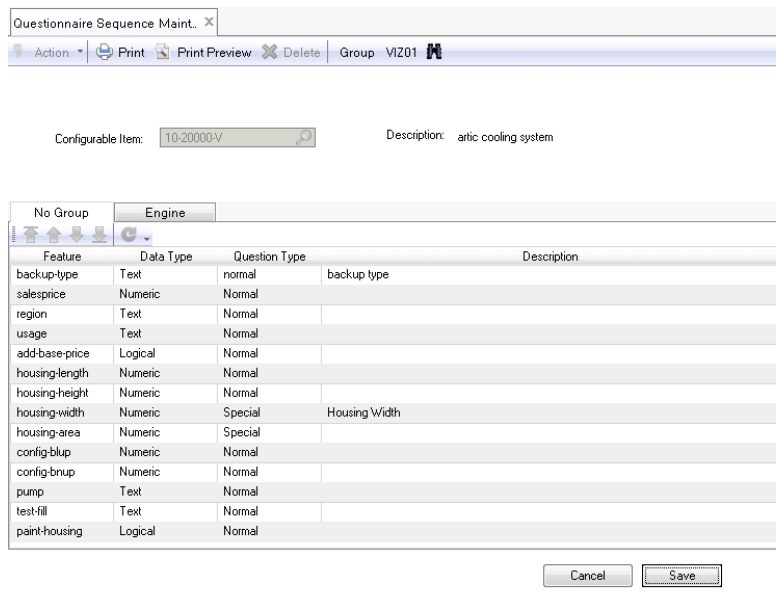 Questionnaire Sequence Maint..
Action Print Print Preview Delete Group VIZ01
Configurable Item: 10-20000-V Description: artic cooling system
No Group Engine
Feature Data Type Question Type Description
backup-type Text normal backup type
salesprice Numeric Normal
region Text Normal
usage Text Normal
add-base-price Logical Normal
housing-length Numeric Normal
housing-height Numeric Normal
housing-width Numeric Special Housing Width
housing-area Numeric Special
config-blup Numeric Normal
config-bnup Numeric Normal
pump Text Normal
test-fill Text Normal
paint-housing Logical Normal
Cancel Save